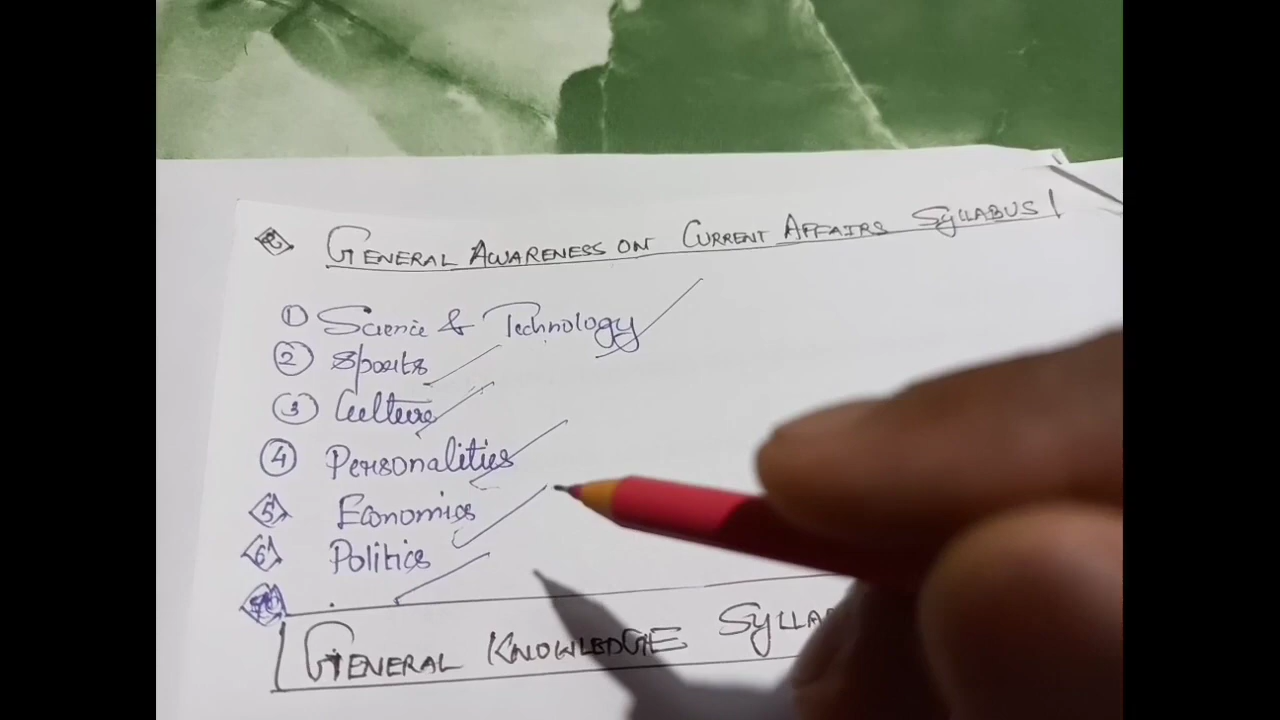 8 GENERAL AWARENESS ON CURRENT AFFAIRS SYLLABUS!
1 Science & Technology
2 Sports
3 Culture
4 Personalities
5 Economics
6 Politics
GENERAL KNOWLEDGE